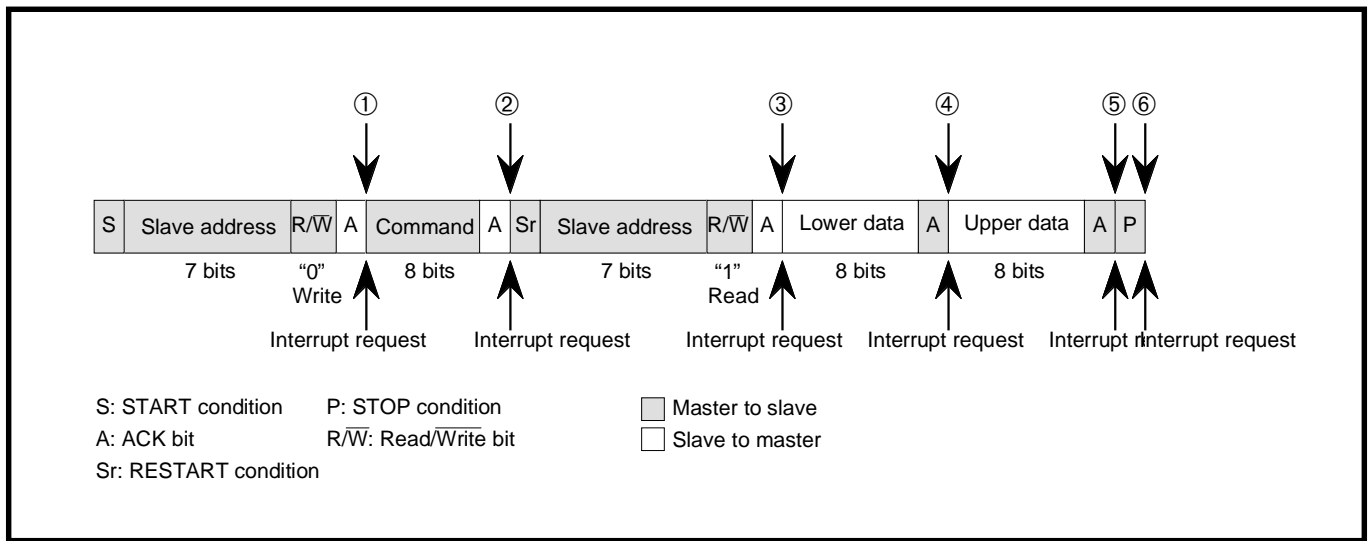 ① ② ③ ④ ⑤ ⑥
S Slave address R/W̅ A Command A Sr Slave address R/W̅ A Lower data A Upper data A P
7 bits “0” 8 bits 7 bits “1” 8 bits 8 bits
Write Read
Interrupt request Interrupt request Interrupt request Interrupt request Interrupt r Interrupt request
S: START condition P: STOP condition Master to slave
A: ACK bit R/W̅: Read/W̅r̅i̅t̅e̅ bit Slave to master
Sr: RESTART condition